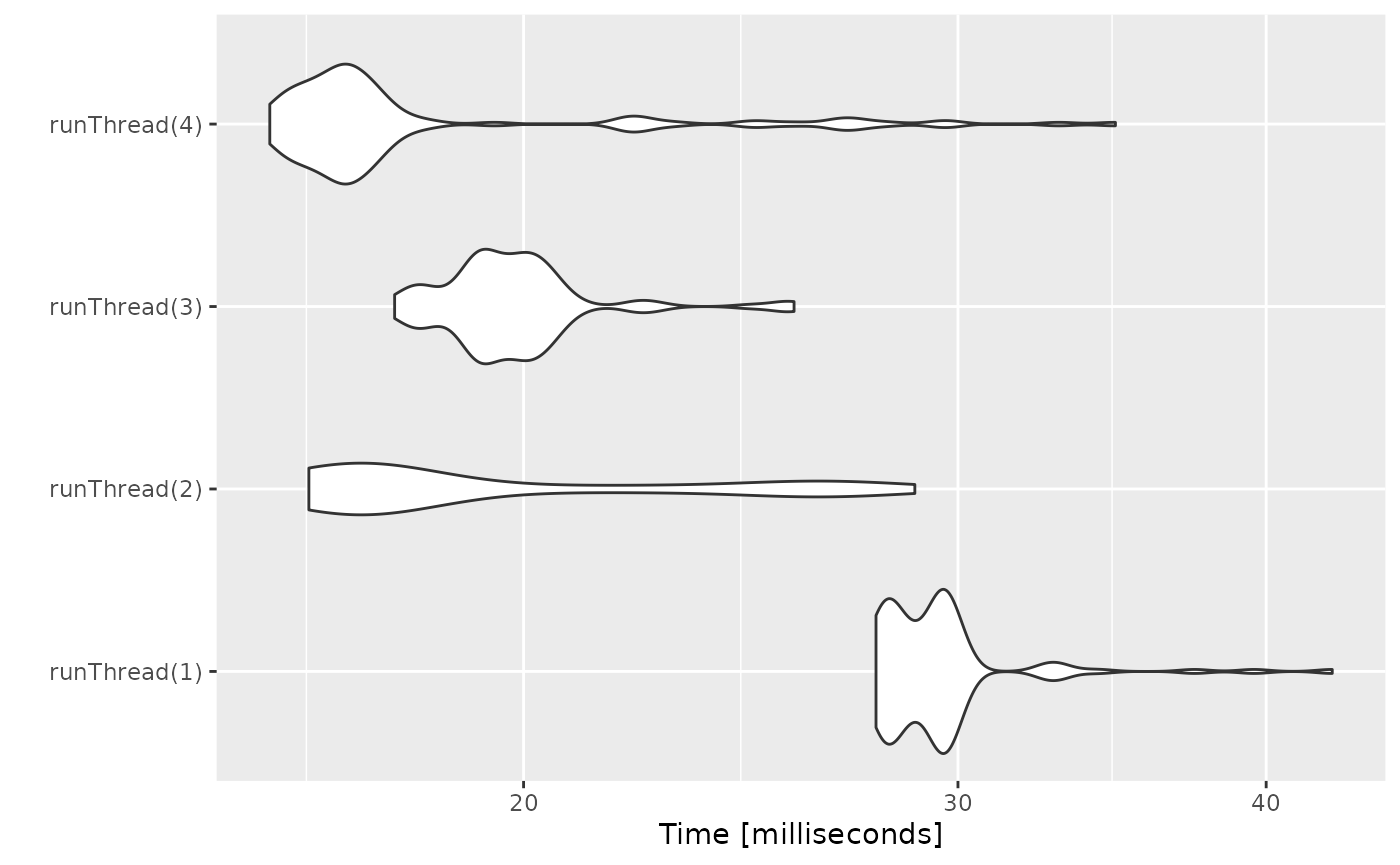 runThread(4)
runThread(3)
runThread(2)
runThread(1)
20 30 40
Time [milliseconds]